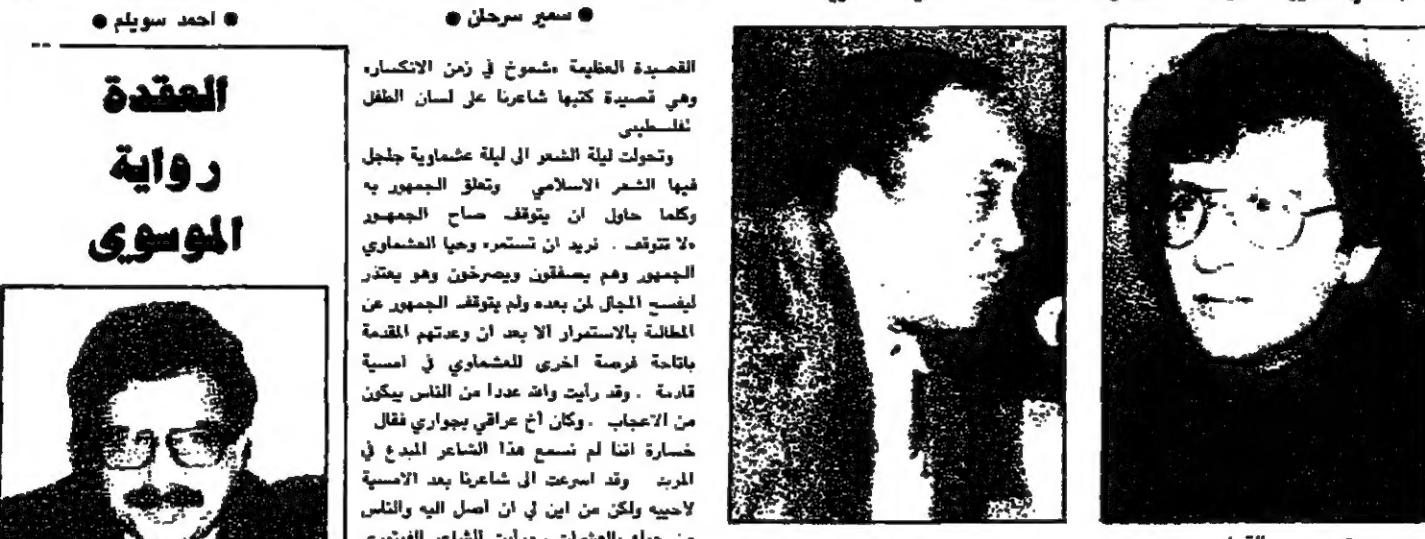 ● سمير سرحان ●
● احمد سويلم ●
العقدة
رواية
الموسوى
القصيدة العظيمة «شموخ في زمن الانكسار»
وهي قصيدة كتبها شاعرنا على لسان الطفل
الفلسطيني
وتحولت ليلة الشعر الى ليلة عشماوية جلجل
فيها الشعر الاسلامي وتعلق الجمهور به
وكلما حاول ان يتوقف صاح الجمهور
«لا تتوقف . نريد ان تستمر» وحيا العشماوي
الجمهور وهم يصفقون ويصرخون وهو يعتذر
ليفسح المجال لمن بعده ولم يتوقف الجمهور عن
المطالبة بالاستمرار الا بعد ان وعدتهم المقدمة
باتاحة فرصة اخرى للعشماوي في امسية
قادمة . وقد رأيت والله عددا من الناس يبكون
من الاعجاب . وكان أخ عراقي بجواري فقال
خسارة اننا لم نسمع هذا الشاعر المبدع في
المربد وقد اسرعت الى شاعرنا بعد الامسية
لاحييه ولكن من اين لي ان أصل اليه والناس
من حوله بالعشرات